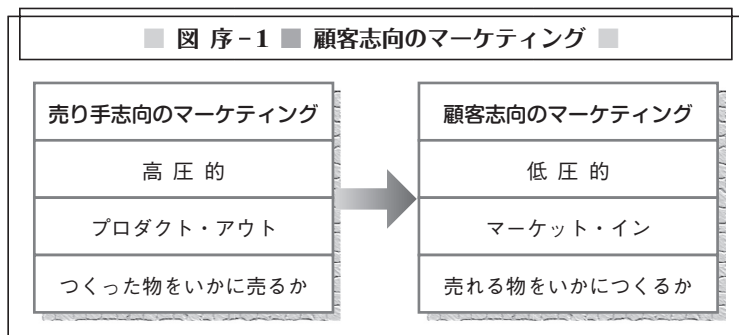 図 序-1 顧客志向のマーケティング
売り手志向のマーケティング
高圧的
プロダクト・アウト
つくった物をいかに売るか
顧客志向のマーケティング
低圧的
マーケット・イン
売れる物をいかにつくるか